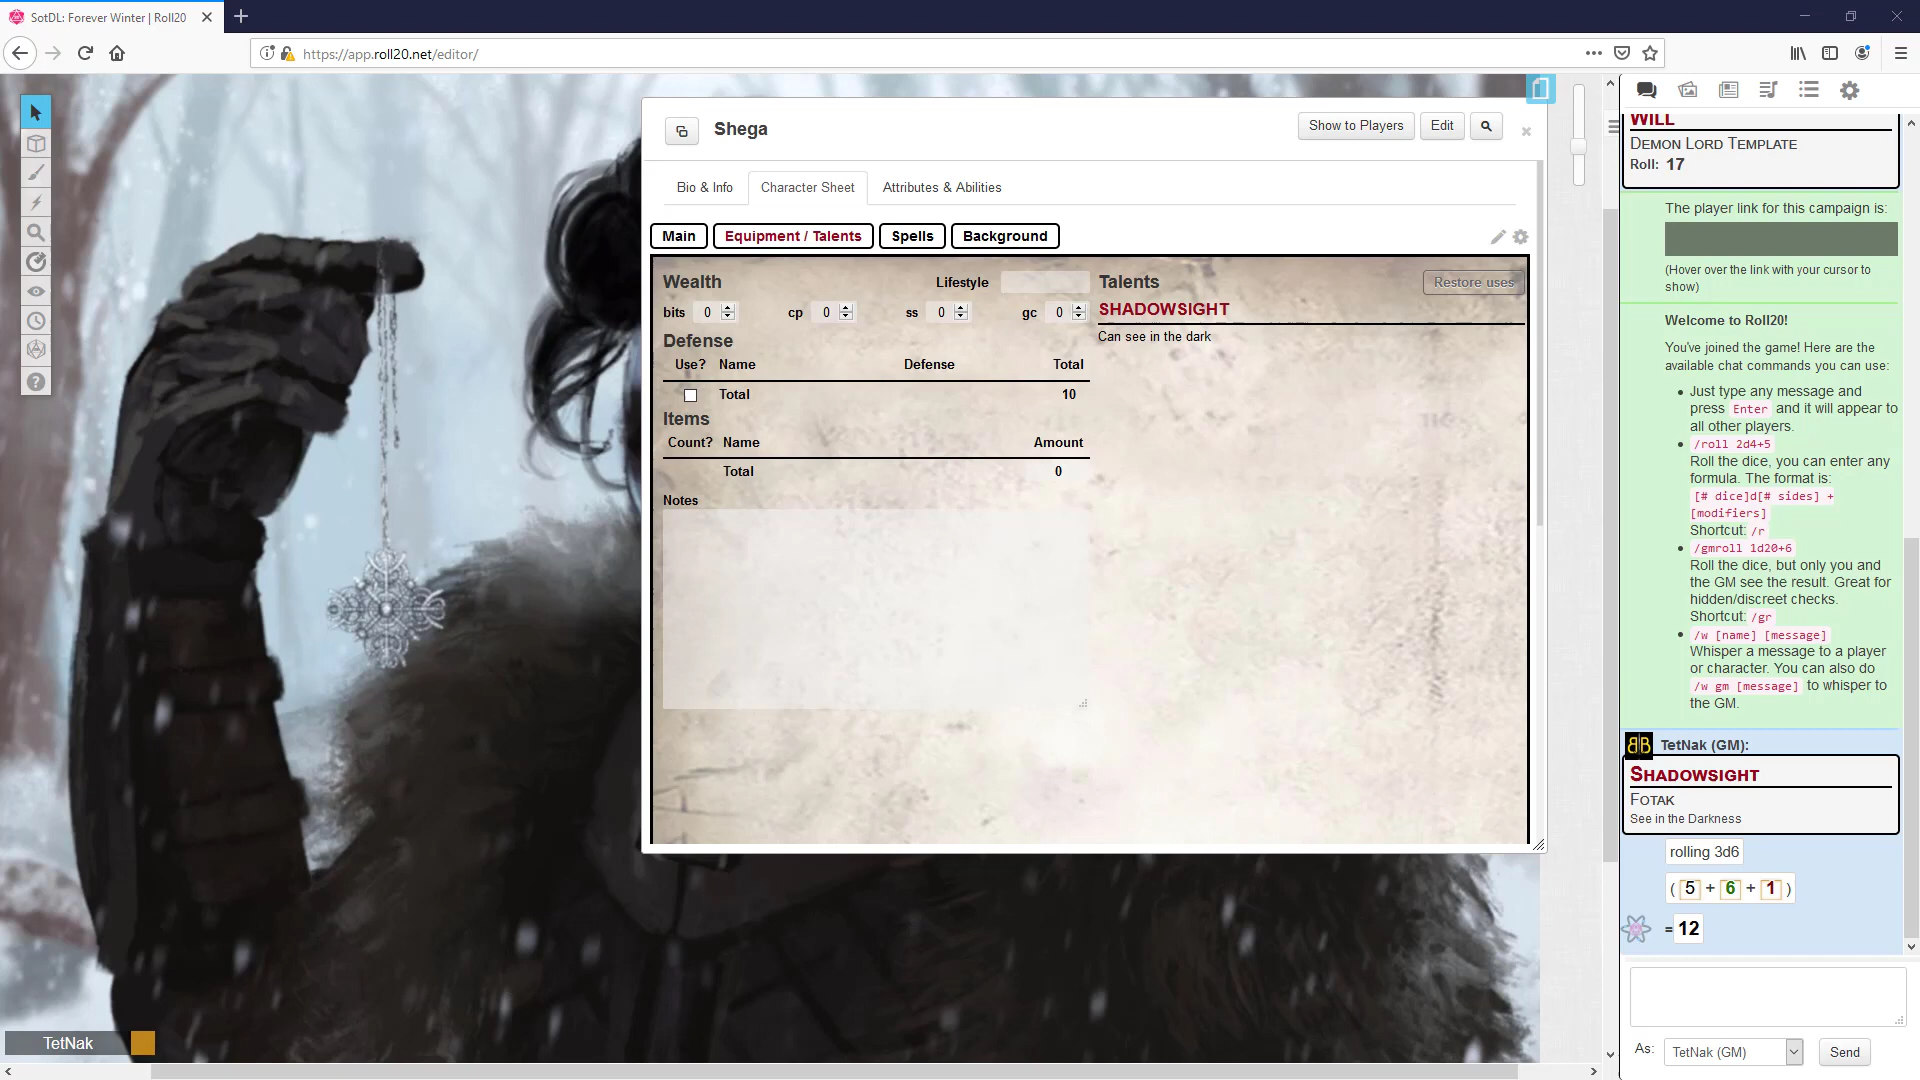 SotDL: Forever Winter | Roll20
https://app.roll20.net/editor/
Shega
Show to Players
Edit
Bio & Info
Character Sheet
Attributes & Abilities
Main
Equipment / Talents
Spells
Background
Wealth
Lifestyle
bits 0 cp 0 ss 0 gc 0
Defense
Use? Name Defense Total
Total 10
Items
Count? Name Amount
Total 0
Notes
Talents
Restore uses
SHADOWSIGHT
Can see in the dark
TetNak
WILL
DEMON LORD TEMPLATE
Roll: 17
The player link for this campaign is:
(Hover over the link with your cursor to
show)
Welcome to Roll20!
You've joined the game! Here are the
available chat commands you can use:
Just type any message and
press Enter and it will appear to
all other players.
/roll 2d4+5
Roll the dice, you can enter any
formula. The format is:
[# dice]d[# sides] +
[modifiers]
Shortcut: /r
/gmroll 1d20+6
Roll the dice, but only you and
the GM see the result. Great for
hidden/discreet checks.
Shortcut: /gr
/w [name] [message]
Whisper a message to a player
or character. You can also do
/w gm [message] to whisper to
the GM.
TetNak (GM):
SHADOWSIGHT
FOTAK
See in the Darkness
rolling 3d6
( 5 + 6 + 1 )
= 12
As: TetNak (GM)
Send